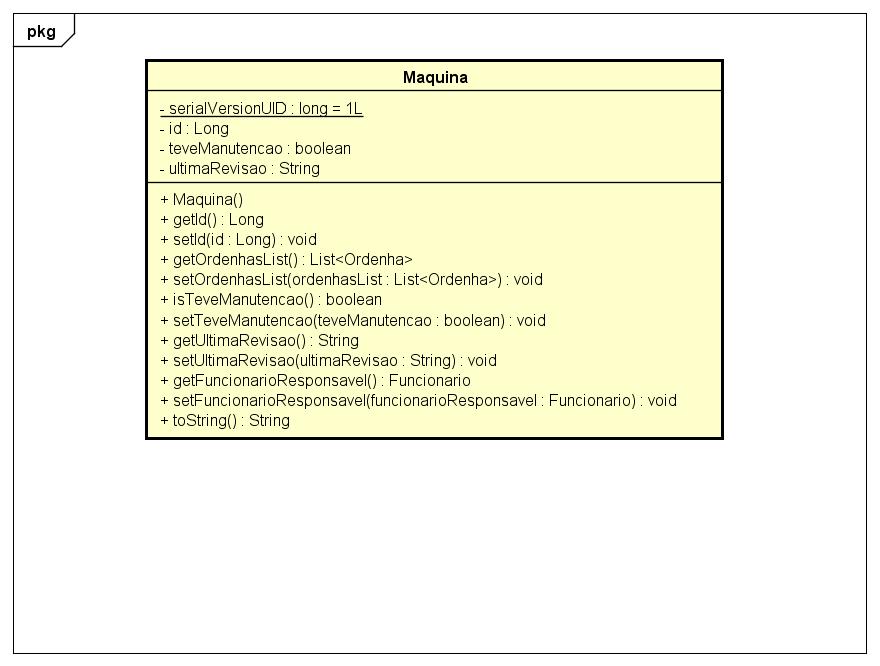 pkg
Maquina
- serialVersionUID : long = 1L
- id : Long
- teveManutencao : boolean
- ultimaRevisao : String
+ Maquina()
+ getId() : Long
+ setId(id : Long) : void
+ getOrdenhasList() : List<Ordenha>
+ setOrdenhasList(ordenhasList : List<Ordenha>) : void
+ isTeveManutencao() : boolean
+ setTeveManutencao(teveManutencao : boolean) : void
+ getUltimaRevisao() : String
+ setUltimaRevisao(ultimaRevisao : String) : void
+ getFuncionarioResponsavel() : Funcionario
+ setFuncionarioResponsavel(funcionarioResponsavel : Funcionario) : void
+ toString() : String